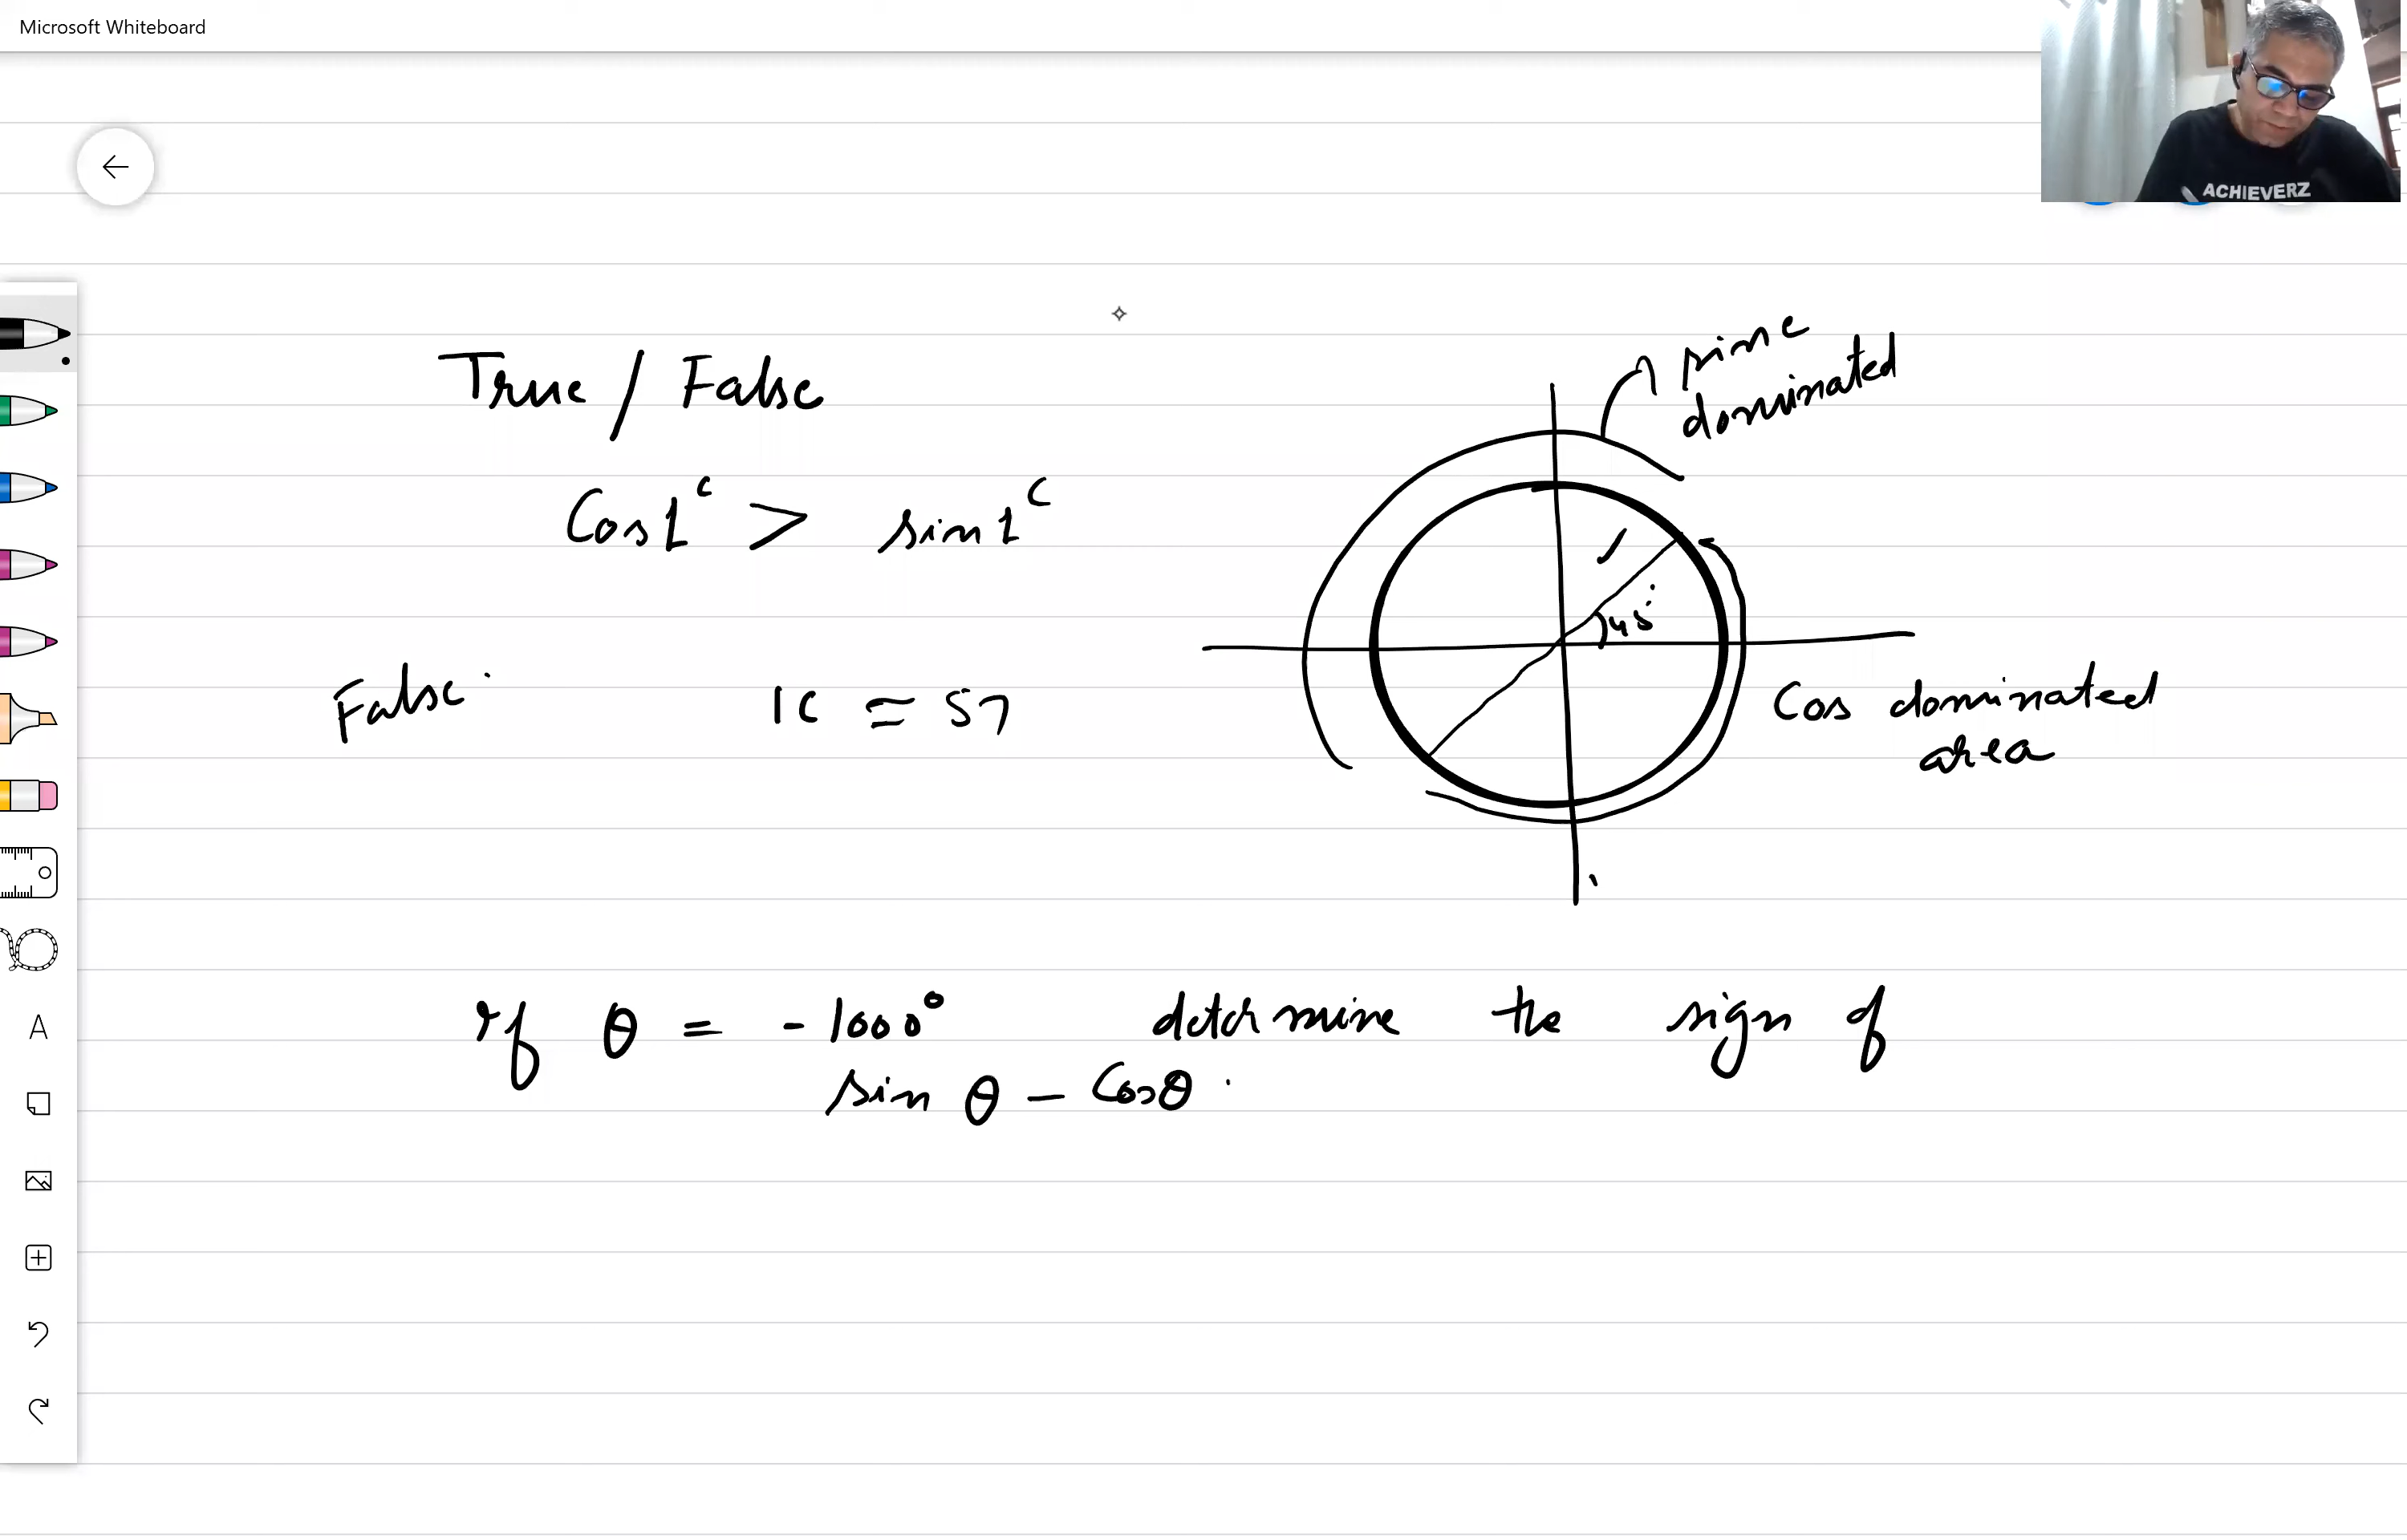 Microsoft Whiteboard
ACHIEVERZ
True / False
Cos 1ᶜ > sin 1ᶜ
False.
1c = 57
sine
dominated
45°
Cos dominated
area
A
If θ = -1000° determine the sign of
sin θ - Cosθ.